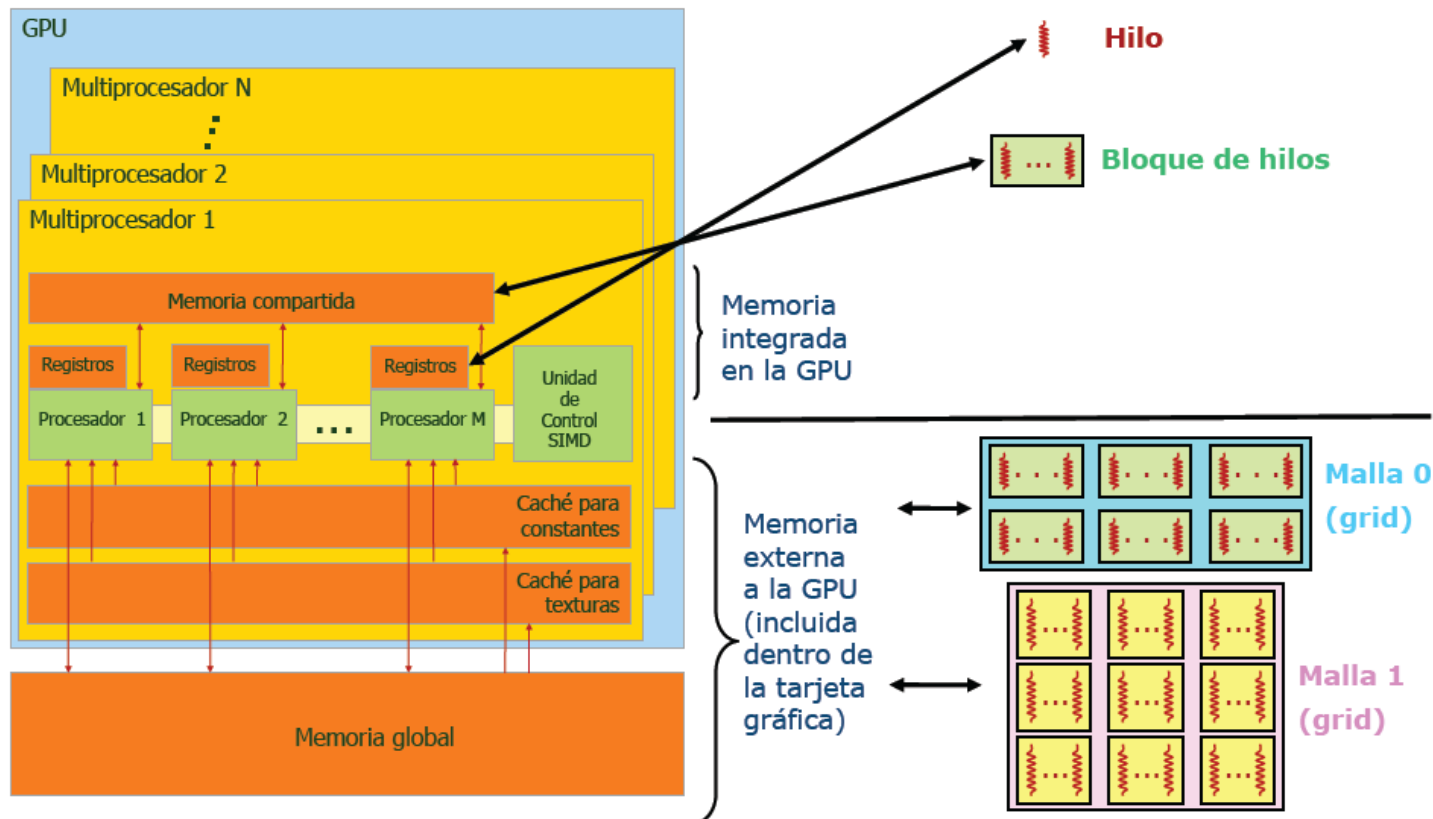 GPU
Multiprocesador N
Multiprocesador 2
Multiprocesador 1
Memoria compartida
Registros
Registros
Registros
Procesador 1
Procesador 2
...
Procesador M
Unidad
de
Control
SIMD
Caché para
constantes
Caché para
texturas
Memoria global
Hilo
...
Bloque de hilos
Memoria
integrada
en la GPU
Memoria
externa
a la GPU
(incluida
dentro de
la tarjeta
gráfica)
... ... ...
... ... ...
Malla 0
(grid)
... ... ...
... ... ...
... ... ...
Malla 1
(grid)